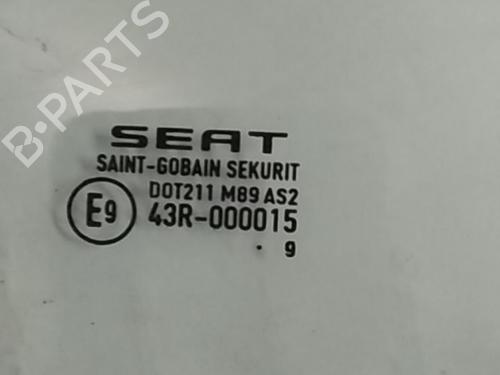 B-PARTS
SEAT
SAINT-GOBAIN SEKURIT
DOT211 M89 AS2
E9 43R-000015
. 9